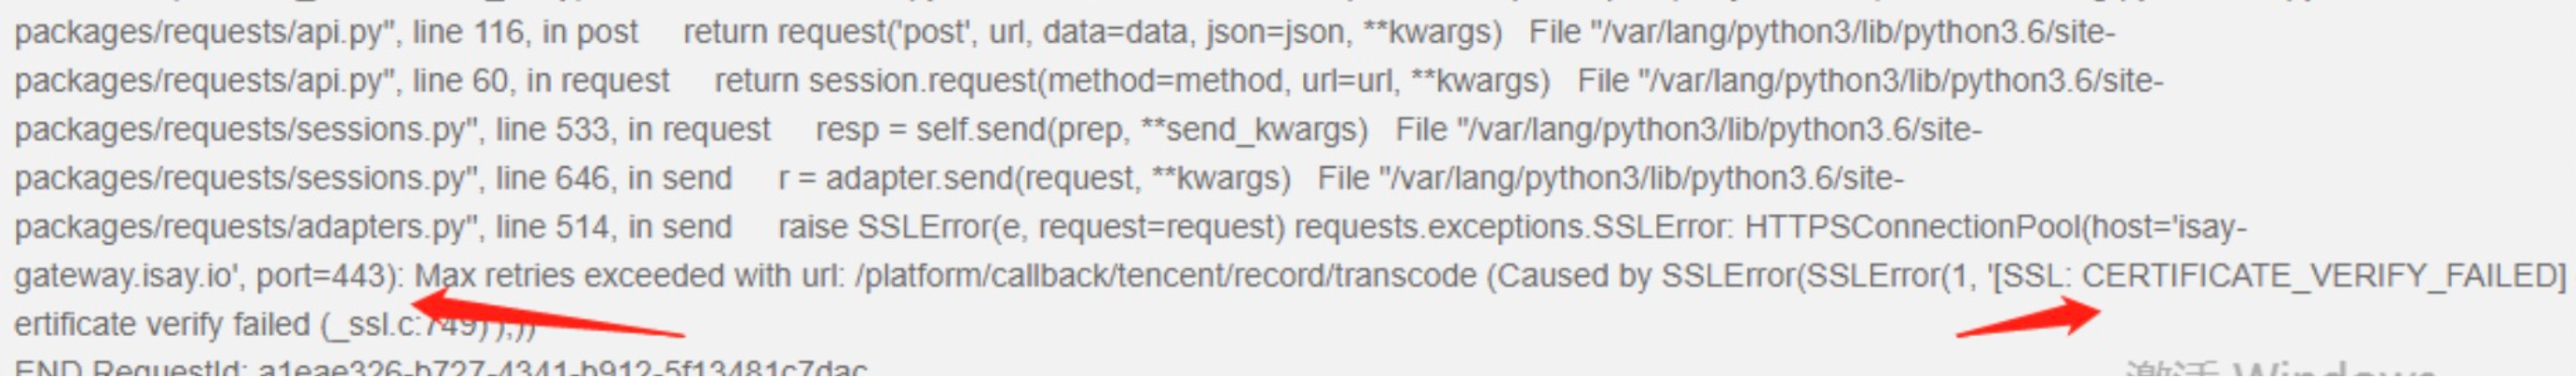 packages/requests/api.py", line 116, in post return request('post', url, data=data, json=json, **kwargs) File "/var/lang/python3/lib/python3.6/site-
packages/requests/api.py", line 60, in request return session.request(method=method, url=url, **kwargs) File "/var/lang/python3/lib/python3.6/site-
packages/requests/sessions.py", line 533, in request resp = self.send(prep, **send_kwargs) File "/var/lang/python3/lib/python3.6/site-
packages/requests/sessions.py", line 646, in send r = adapter.send(request, **kwargs) File "/var/lang/python3/lib/python3.6/site-
packages/requests/adapters.py", line 514, in send raise SSLError(e, request=request) requests.exceptions.SSLError: HTTPSConnectionPool(host='isay-
gateway.isay.io', port=443): Max retries exceeded with url: /platform/callback/tencent/record/transcode (Caused by SSLError(SSLError(1, '[SSL: CERTIFICATE_VERIFY_FAILED]
ertificate verify failed (_ssl.c:749)'),))
END RequestId: a1eae326-b727-4341-b912-5f13481c7dac
激活 Windows